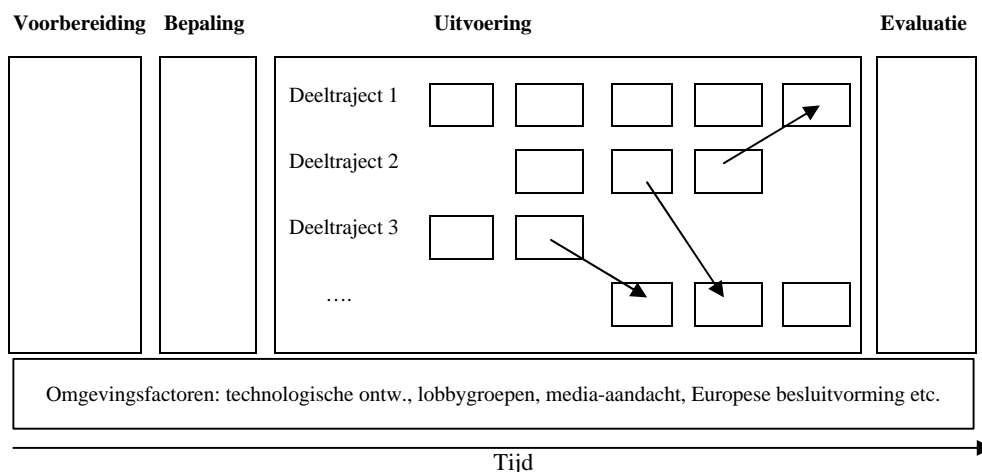 Voorbereiding Bepaling Uitvoering Evaluatie
Deeltraject 1
Deeltraject 2
Deeltraject 3
....
Omgevingsfactoren: technologische ontw., lobbygroepen, media-aandacht, Europese besluitvorming etc.
Tijd